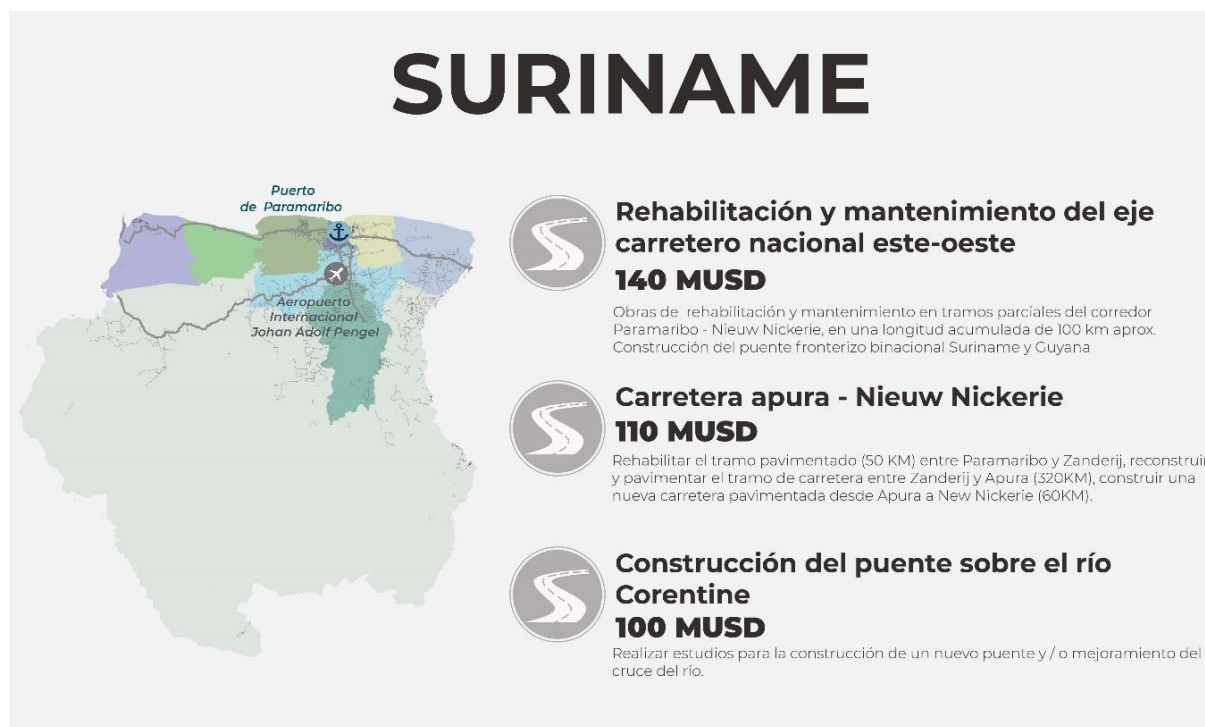 SURINAME
Puerto
de Paramaribo
Aeropuerto
Internacional
Johan Adolf Pengel
Rehabilitación y mantenimiento del eje
carretero nacional este-oeste
140 MUSD
Obras de rehabilitación y mantenimiento en tramos parciales del corredor
Paramaribo - Nieuw Nickerie, en una longitud acumulada de 100 km aprox.
Construcción del puente fronterizo binacional Suriname y Guyana
Carretera apura - Nieuw Nickerie
110 MUSD
Rehabilitar el tramo pavimentado (50 KM) entre Paramaribo y Zanderij, reconstruir
y pavimentar el tramo de carretera entre Zanderij y Apura (320KM), construir una
nueva carretera pavimentada desde Apura a New Nickerie (60KM).
Construcción del puente sobre el río
Corentine
100 MUSD
Realizar estudios para la construcción de un nuevo puente y / o mejoramiento del
cruce del río.